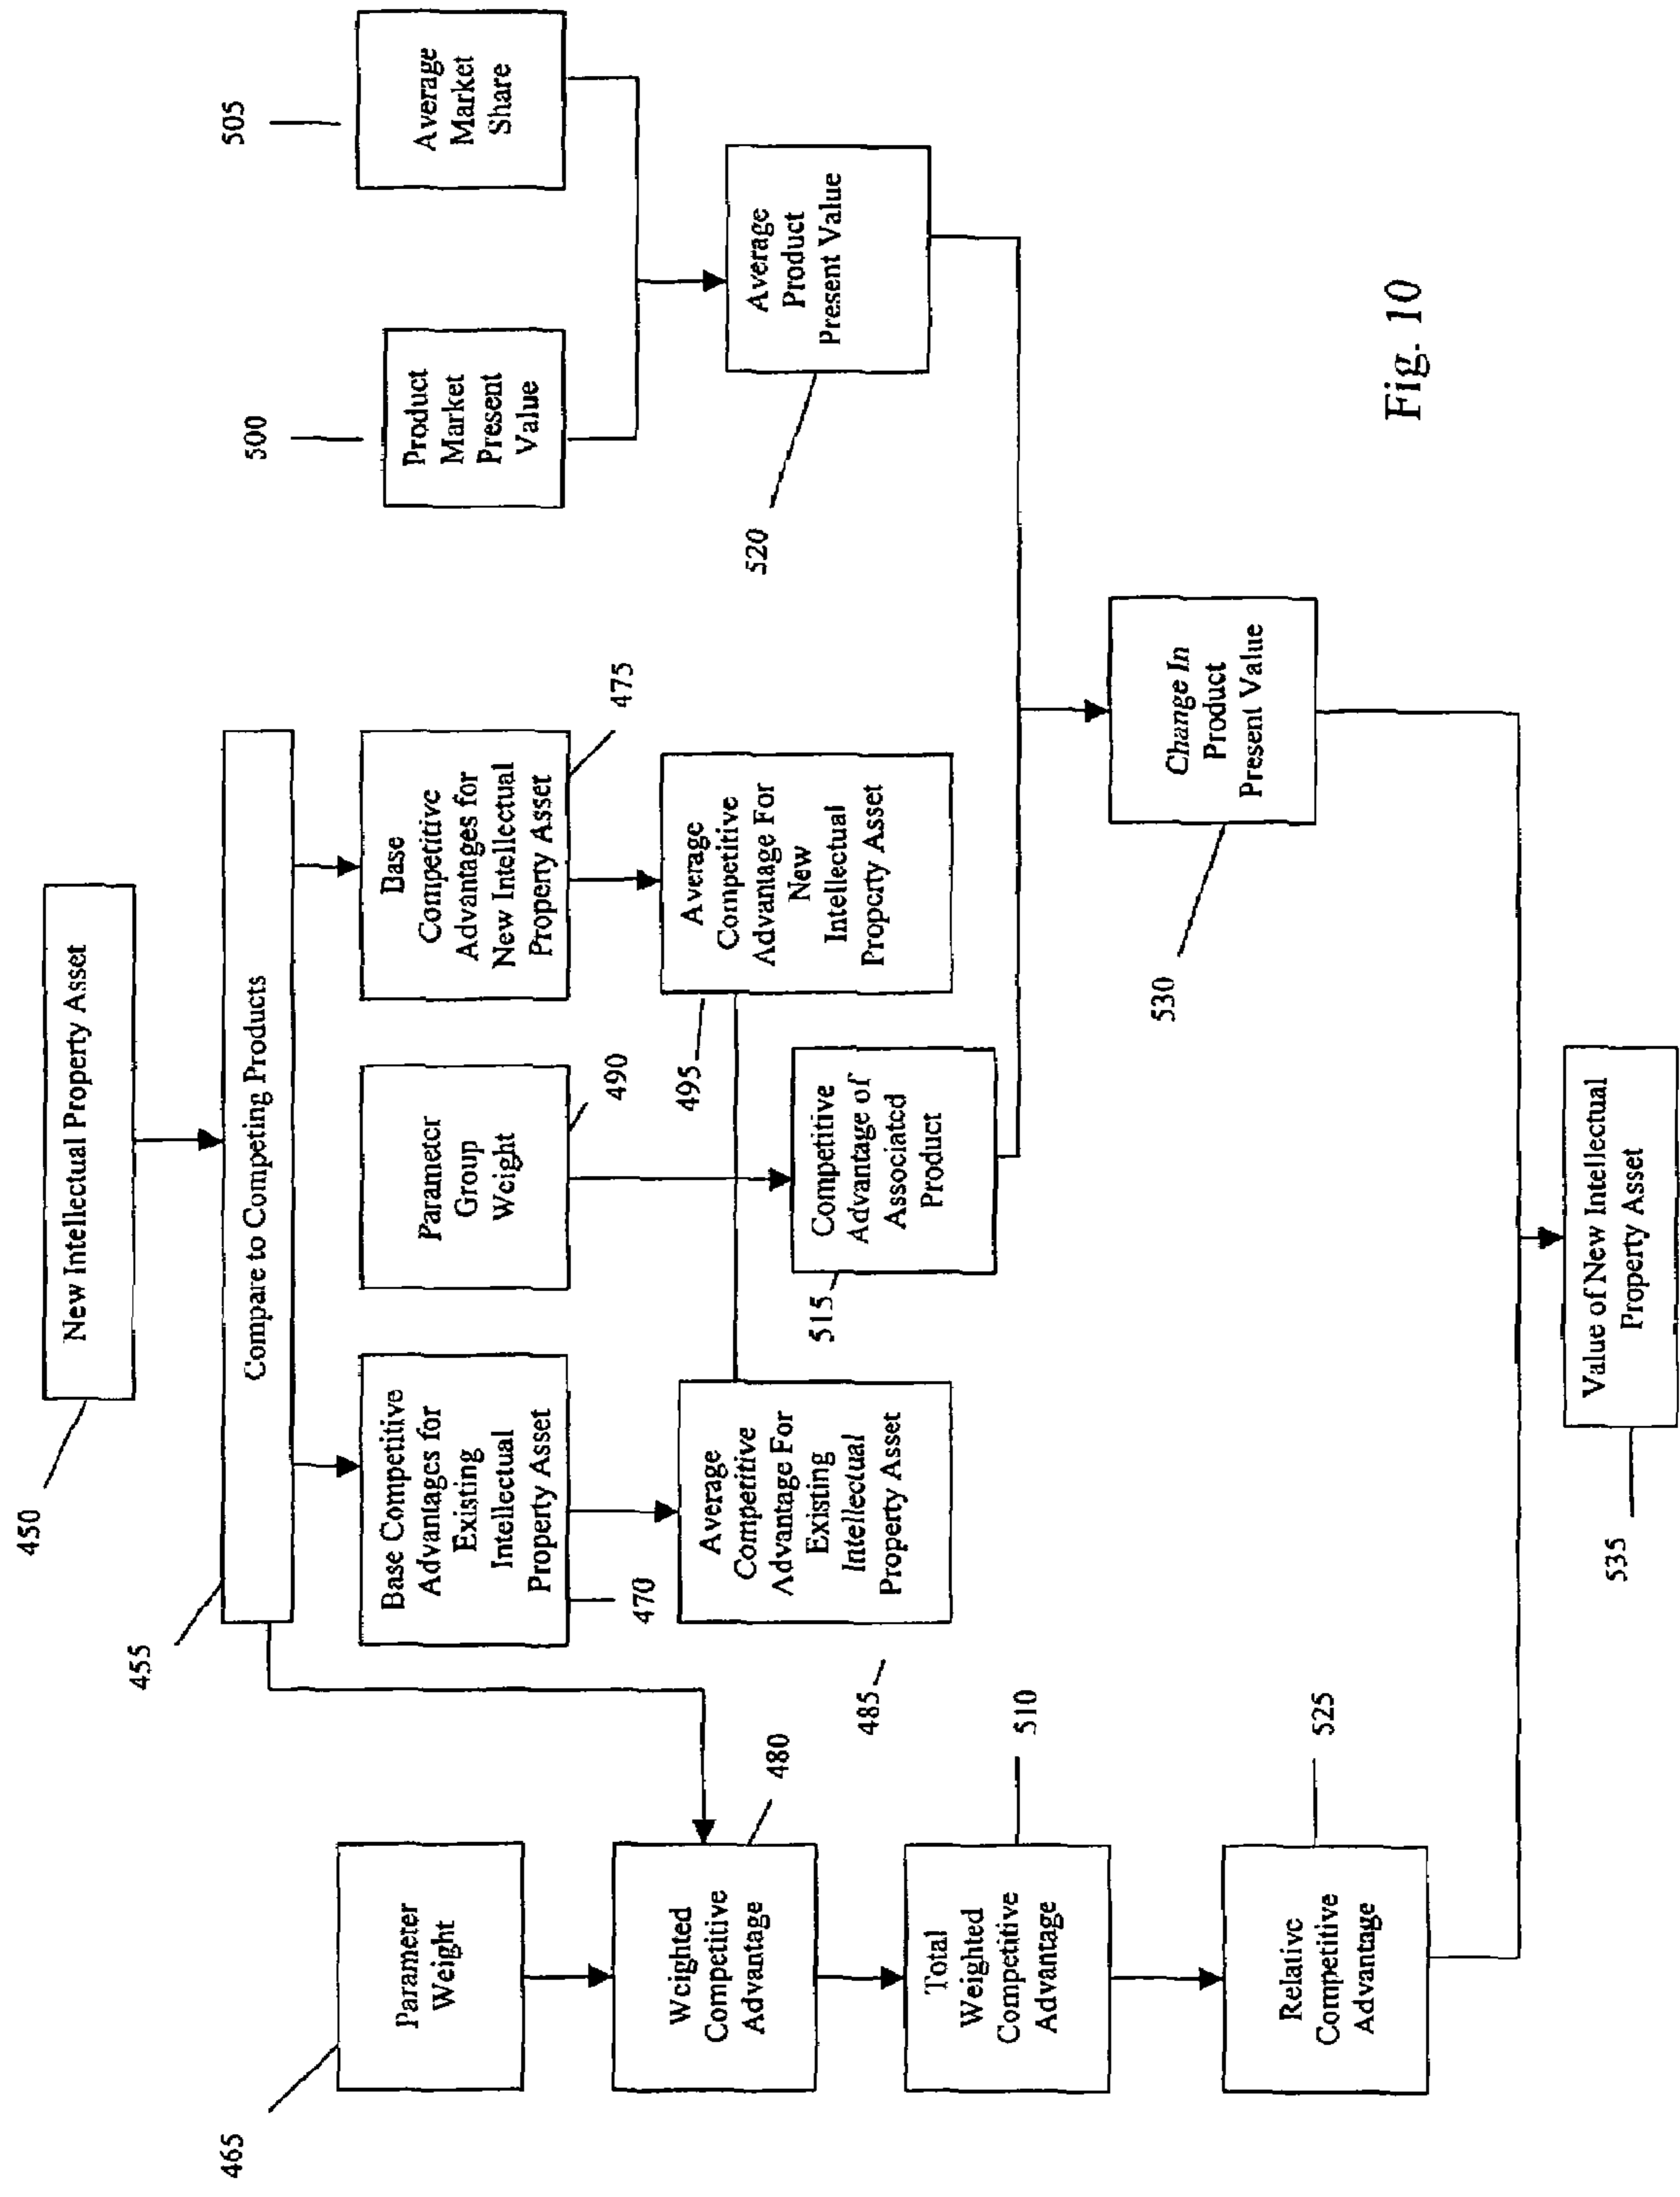 450
New Intellectual Property Asset
455
Compare to Competing Products
465
Parameter
Weight
Base Competitive
Advantages for
Existing
Intellectual
Property Asset
470
Parameter
Group
Weight
490
Base
Competitive
Advantages for
New Intellectual
Property Asset
475
500
Product
Market
Present
Value
505
Average
Market
Share
Weighted
Competitive
Advantage
480
485
Average
Competitive
Advantage For
Existing
Intellectual
Property Asset
495
Average
Competitive
Advantage For
New
Intellectual
Property Asset
515
Competitive
Advantage of
Associated
Product
520
Average
Product
Present Value
Total
Weighted
Competitive
Advantage
510
530
Change In
Product
Present Value
Relative
Competitive
Advantage
525
535
Value of New Intellectual
Property Asset
Fig. 10